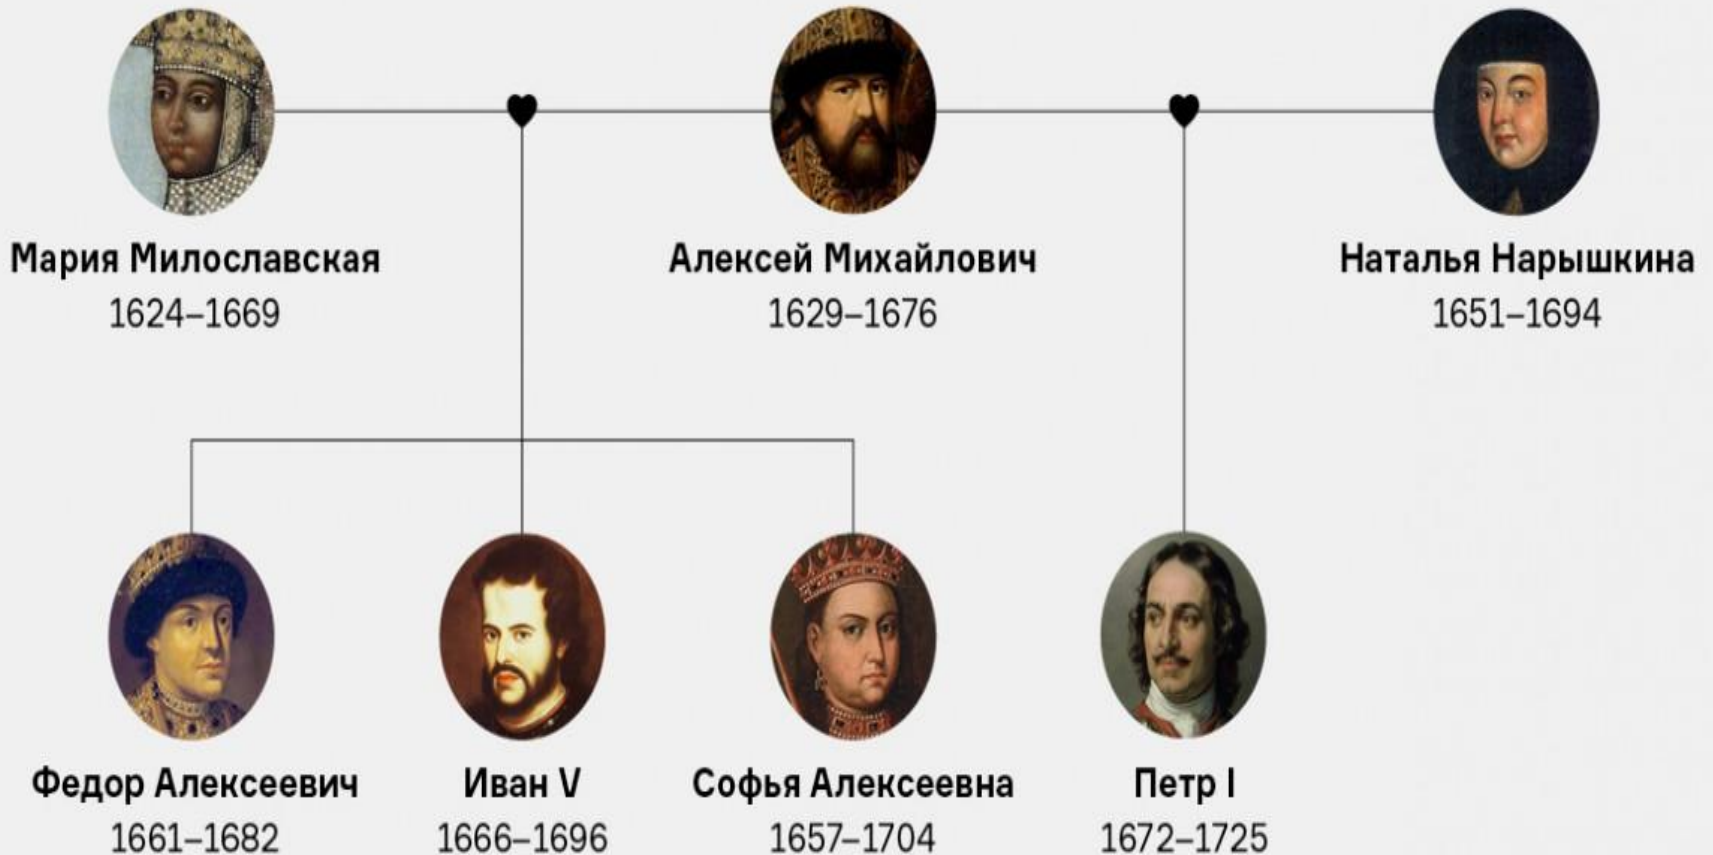 Мария Милославская
1624–1669
Алексей Михайлович
1629–1676
Наталья Нарышкина
1651–1694
Федор Алексеевич
1661–1682
Иван V
1666–1696
Софья Алексеевна
1657–1704
Петр I
1672–1725